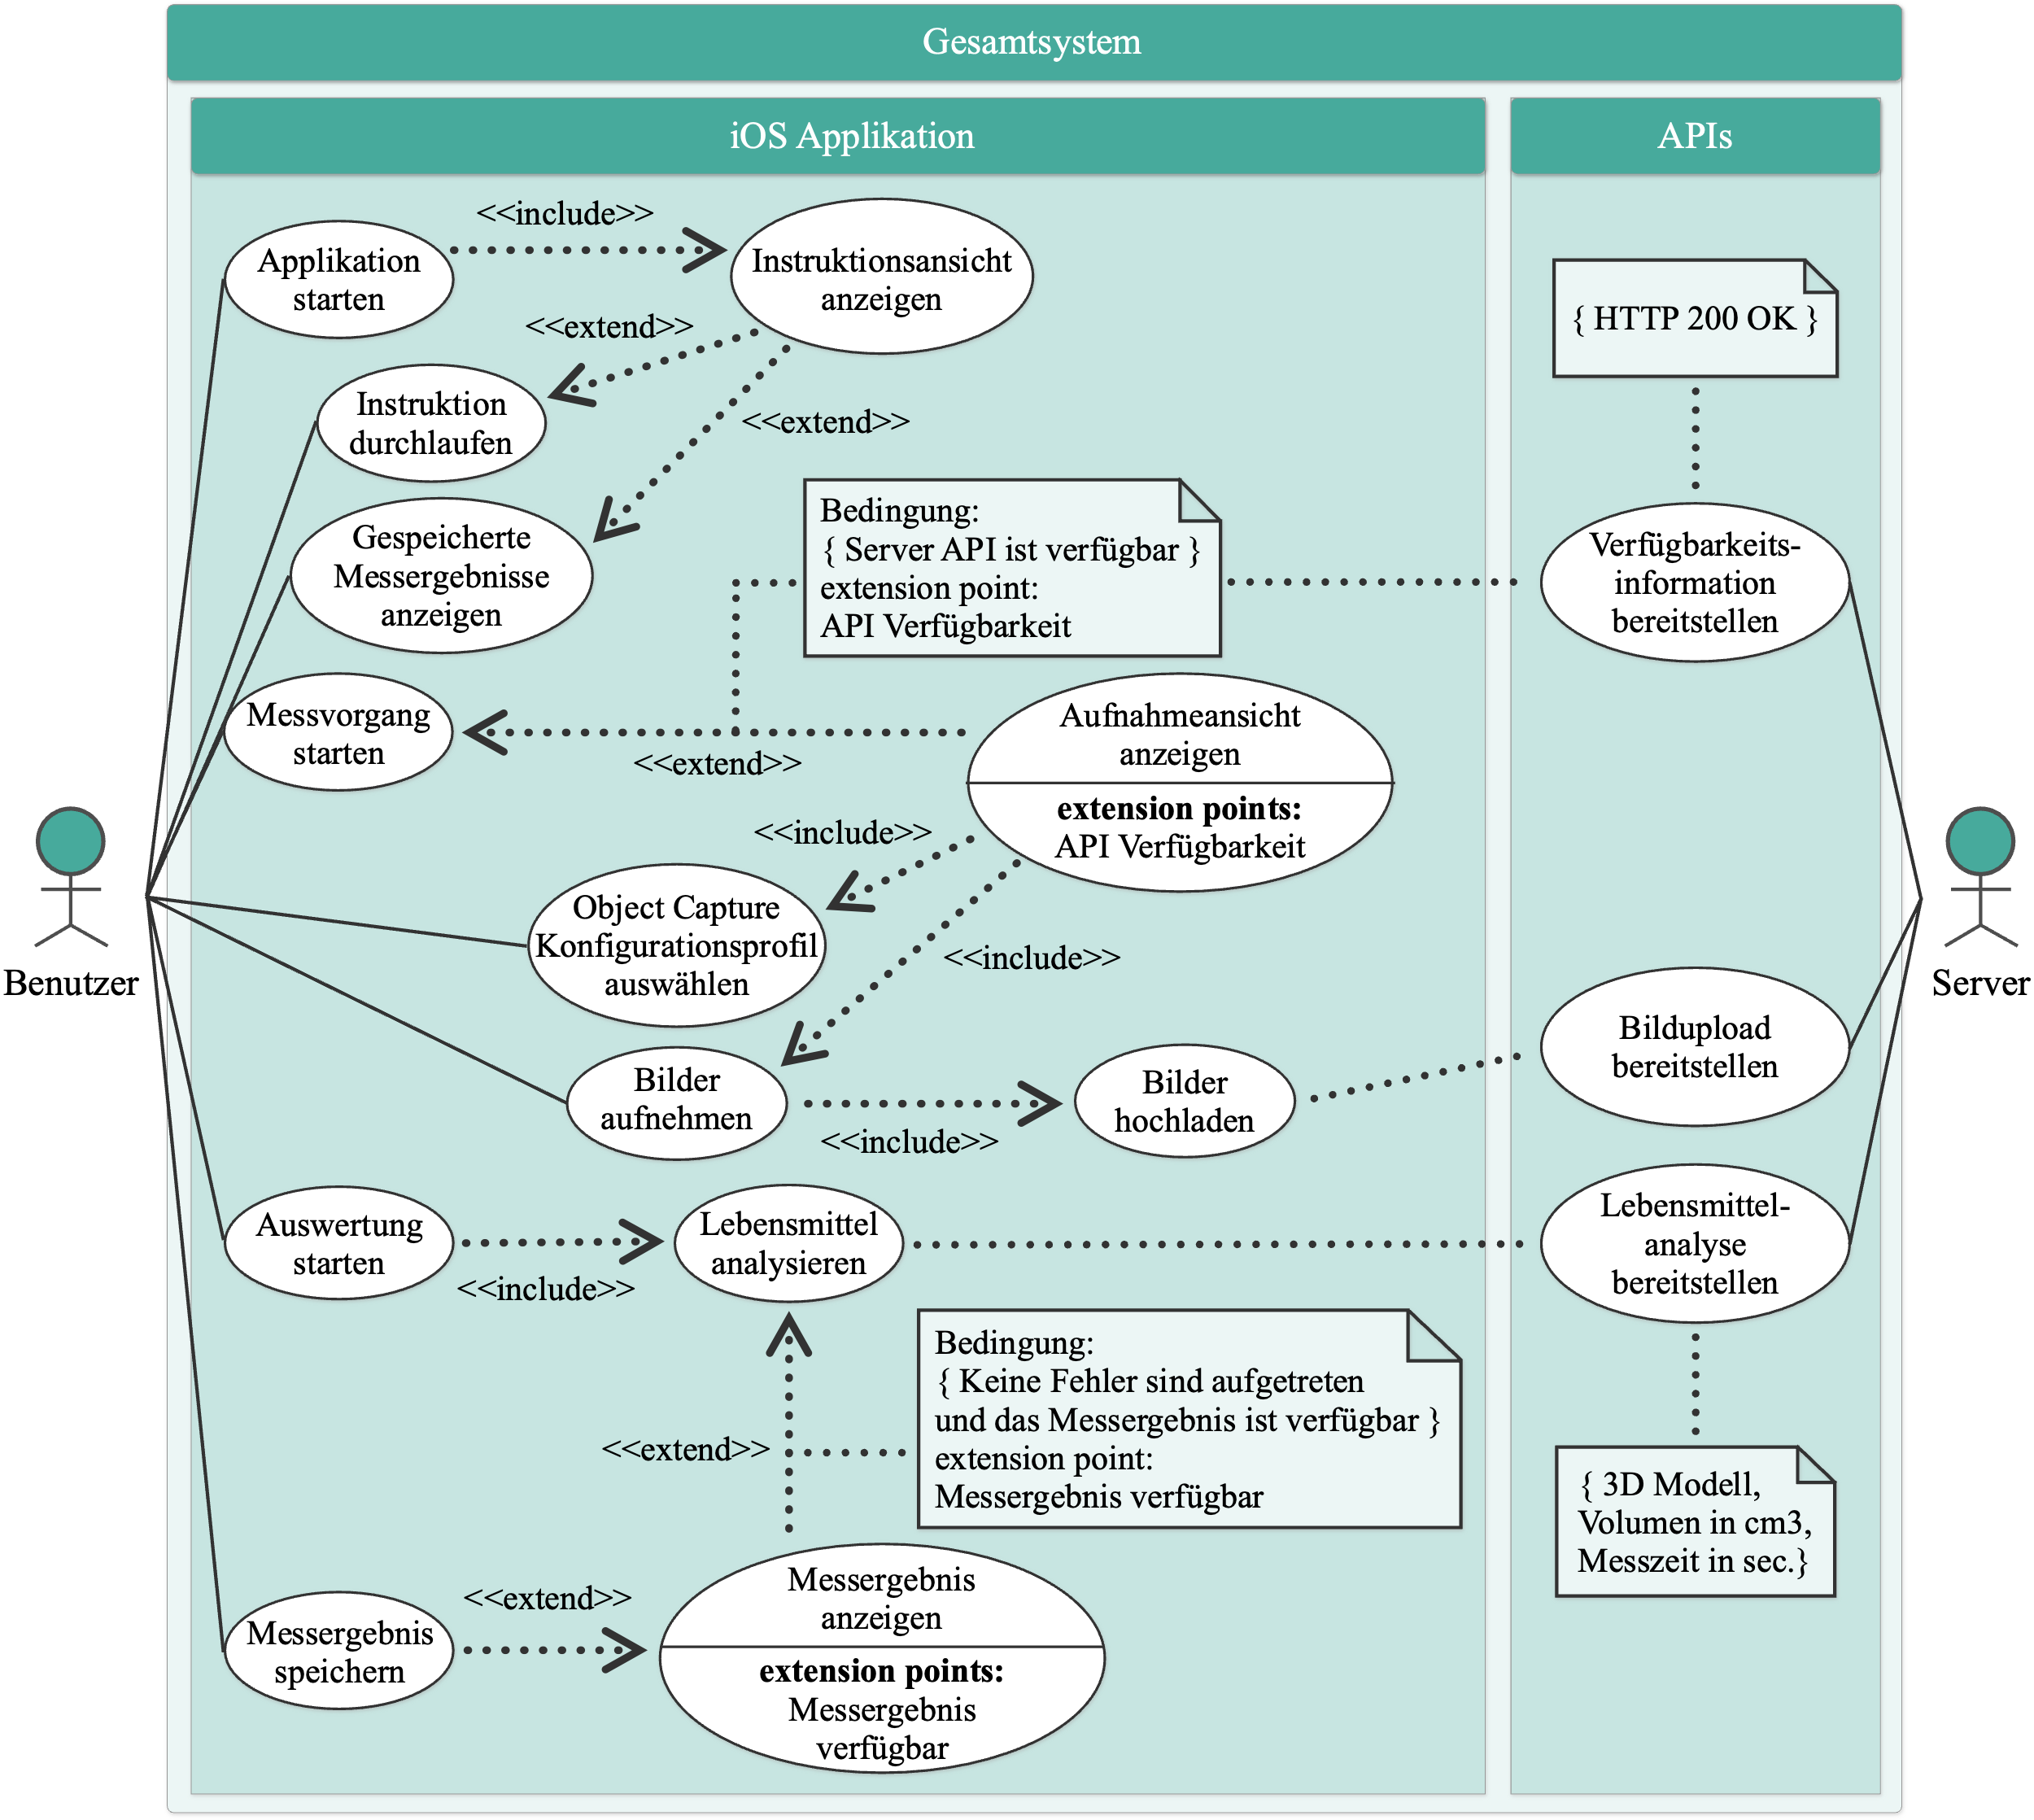 Gesamtsystem
iOS Applikation
APIs
<<include>>
Applikation
starten
Instruktionsansicht
anzeigen
<<extend>>
{ HTTP 200 OK }
Instruktion
durchlaufen
<<extend>>
Gespeicherte
Messergebnisse
anzeigen
Bedingung:
{ Server API ist verfügbar }
extension point:
API Verfügbarkeit
Verfügbarkeits-
information
bereitstellen
Messvorgang
starten
<<extend>>
Aufnahmeansicht
anzeigen
extension points:
API Verfügbarkeit
<<include>>
Object Capture
Konfigurationsprofil
auswählen
<<include>>
Benutzer
Server
Bilder
aufnehmen
<<include>>
Bilder
hochladen
Bildupload
bereitstellen
Auswertung
starten
<<include>>
Lebensmittel
analysieren
Lebensmittel-
analyse
bereitstellen
<<extend>>
Bedingung:
{ Keine Fehler sind aufgetreten
und das Messergebnis ist verfügbar }
extension point:
Messergebnis verfügbar
{ 3D Modell,
Volumen in cm3,
Messzeit in sec.}
Messergebnis
speichern
<<extend>>
Messergebnis
anzeigen
extension points:
Messergebnis
verfügbar